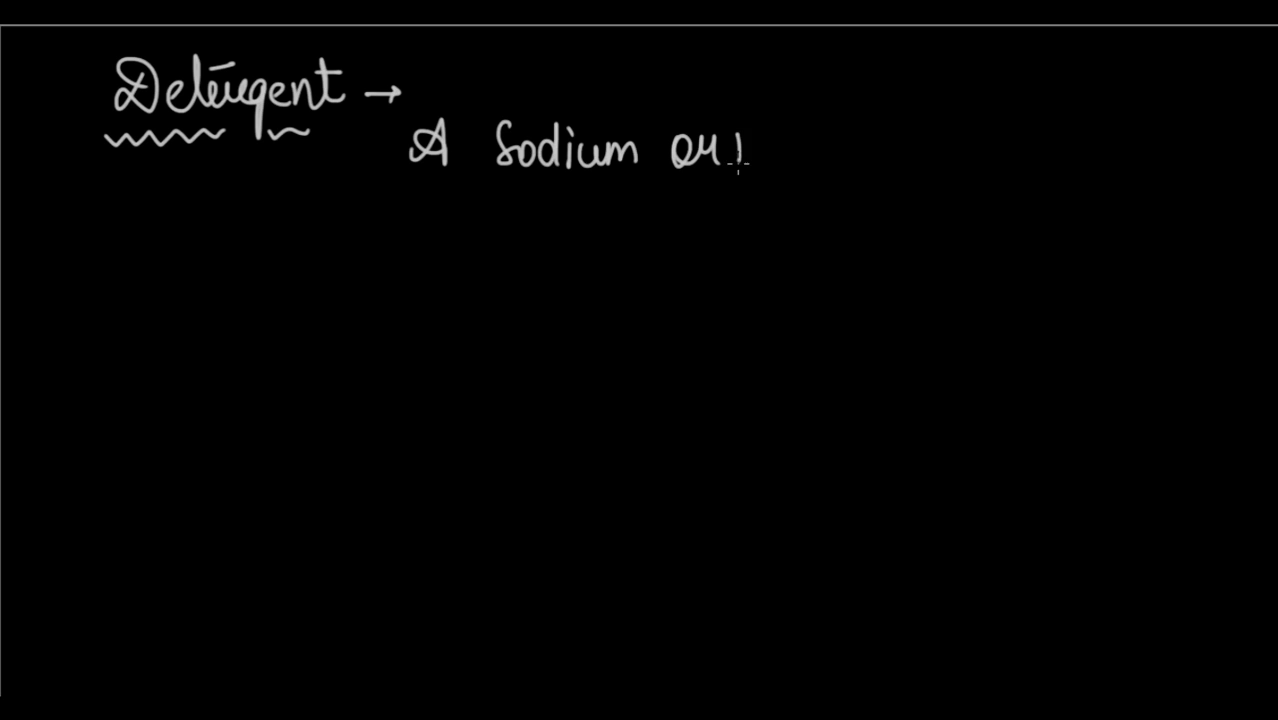 Detergent →
A Sodium or